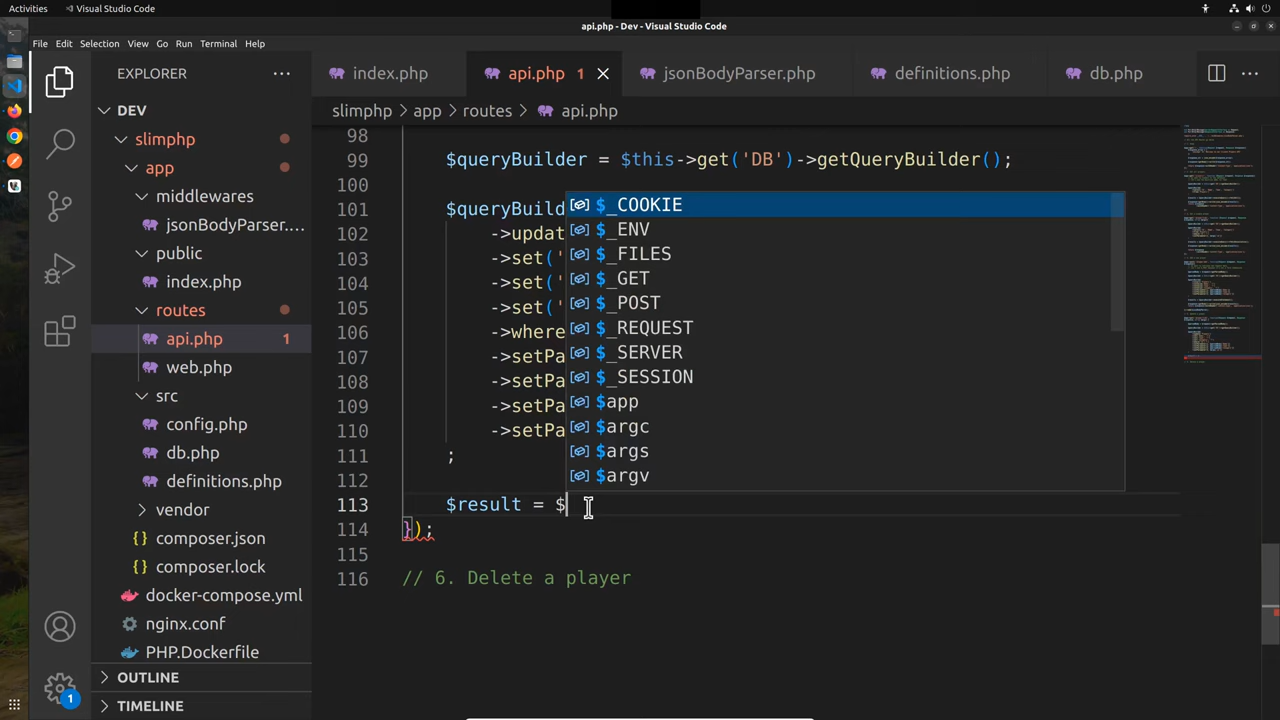 Activities
Visual Studio Code
api.php - Dev - Visual Studio Code
File Edit Selection View Go Run Terminal Help
EXPLORER
index.php
api.php 1
jsonBodyParser.php
definitions.php
db.php
DEV
slimphp
app
middlewares
jsonBodyParser....
public
index.php
routes
api.php 1
web.php
src
config.php
db.php
definitions.php
vendor
composer.json
composer.lock
docker-compose.yml
nginx.conf
PHP.Dockerfile
OUTLINE
TIMELINE
1
slimphp > app > routes > api.php
98
99 $queryBuilder = $this->get('DB')->getQueryBuilder();
100
101 $queryBuild
102 ->updat
103 ->set('
104 ->set('
105 ->set('
106 ->where
107 ->setPa
108 ->setPa
109 ->setPa
110 ->setPa
111 ;
112
113 $result = $
114 });
115
116 // 6. Delete a player
$_COOKIE
$_ENV
$_FILES
$_GET
$_POST
$_REQUEST
$_SERVER
$_SESSION
$app
$argc
$args
$argv